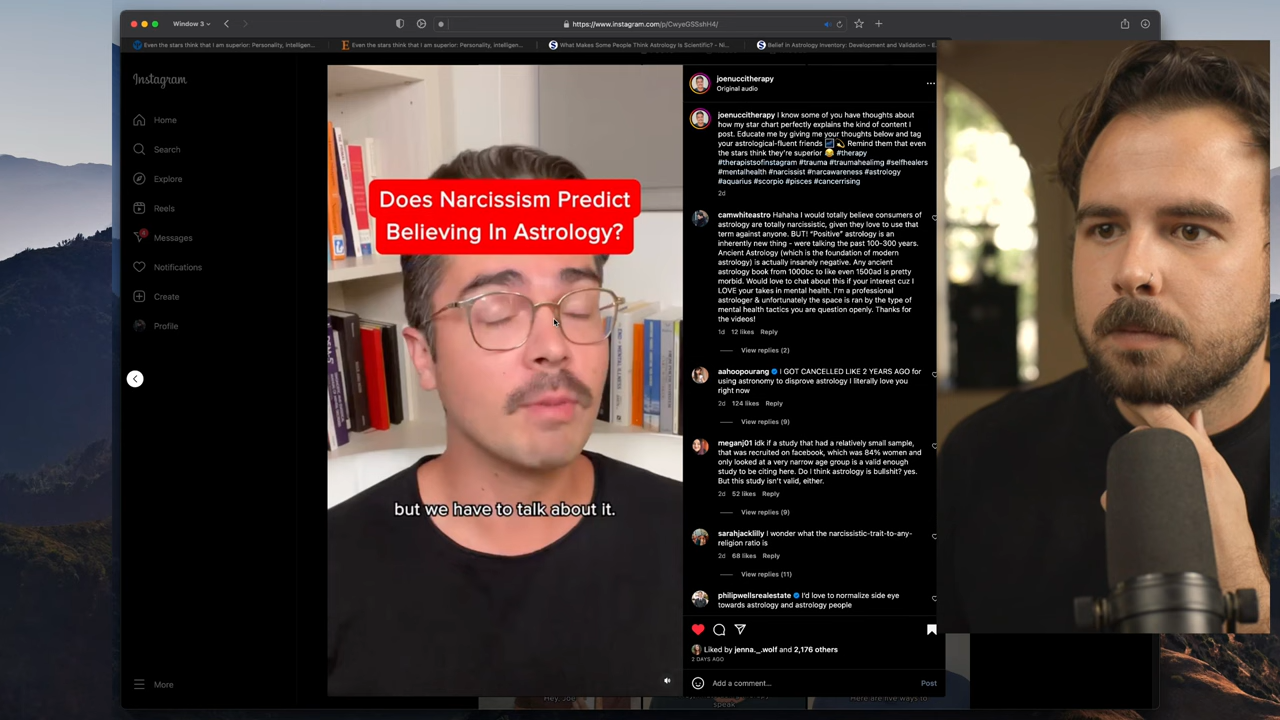 Window 3
https://www.instagram.com/p/CwyeGSSshH4/
Even the stars think that I am superior: Personality, intelligen...
Even the stars think that I am superior: Personality, intelligen...
What Makes Some People Think Astrology Is Scientific? - Ni...
Belief in Astrology Inventory: Development and Validation - E...
Instagram
Home
Search
Explore
Reels
Messages
Notifications
Create
Profile
More
Does Narcissism Predict
Believing In Astrology?
but we have to talk about it.
joenuccitherapy
Original audio
joenuccitherapy I know some of you have thoughts about
how my star chart perfectly explains the kind of content I
post. Educate me by giving me your thoughts below and tag
your astrological-fluent friends 🌌💫 Remind them that even
the stars think they're superior 😂 #therapy
#therapistsofinstagram #trauma #traumahealimg #selfhealers
#mentalhealth #narcissist #narcawareness #astrology
#aquarius #scorpio #pisces #cancerrising
2d
camwhiteastro Hahaha I would totally believe consumers of
astrology are totally narcissistic, given they love to use that
term against anyone. BUT! "Positive" astrology is an
inherently new thing - were talking the past 100-300 years.
Ancient Astrology (which is the foundation of modern
astrology) is actually insanely negative. Any ancient
astrology book from 1000bc to like even 1500ad is pretty
morbid. Would love to chat about this if your interest cuz I
LOVE your takes in mental health. I'm a professional
astrologer & unfortunately the space is ran by the type of
mental health tactics you are question openly. Thanks for
the videos!
1d 12 likes Reply
View replies (2)
aahoopourang I GOT CANCELLED LIKE 2 YEARS AGO for
using astronomy to disprove astrology I literally love you
right now
2d 124 likes Reply
View replies (9)
meganj01 idk if a study that had a relatively small sample,
that was recruited on facebook, which was 84% women and
only looked at a very narrow age group is a valid enough
study to be citing here. Do I think astrology is bullshit? yes.
But this study isn't valid, either.
2d 52 likes Reply
View replies (9)
sarahjacklilly I wonder what the narcissistic-trait-to-any-
religion ratio is
2d 68 likes Reply
View replies (11)
philipwellsrealestate I'd love to normalize side eye
towards astrology and astrology people
Liked by jenna._.wolf and 2,176 others
2 DAYS AGO
Add a comment...
Post